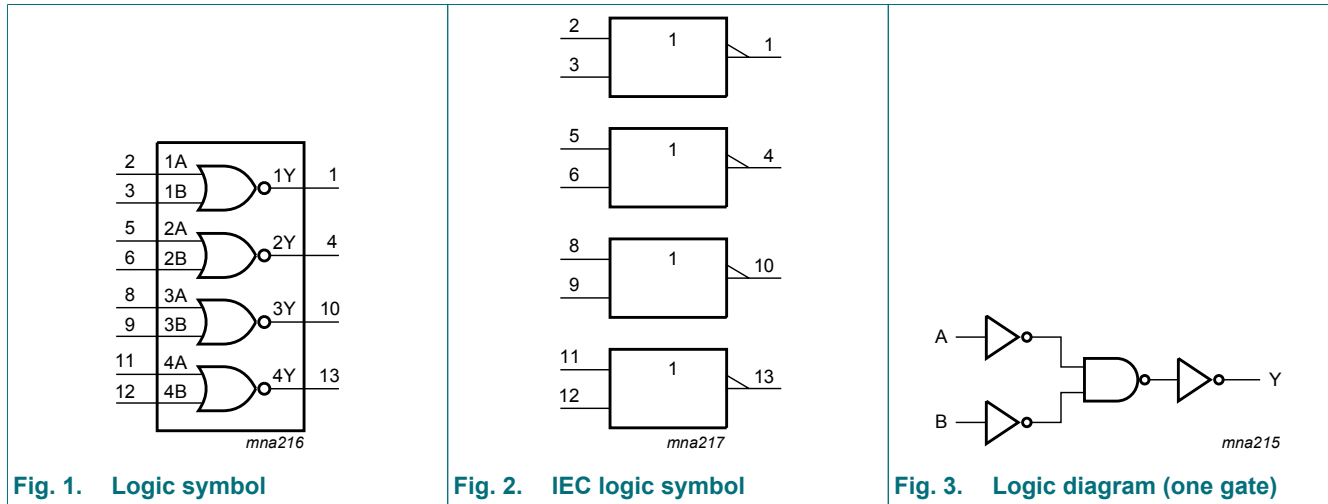 2 1A 1Y 1
3 1B
5 2A 2Y 4
6 2B
8 3A 3Y 10
9 3B
11 4A 4Y 13
12 4B
mna216
Fig. 1. Logic symbol
2 1 1
3
5 1 4
6
8 1 10
9
11 1 13
12
mna217
Fig. 2. IEC logic symbol
A
Y
B
mna215
Fig. 3. Logic diagram (one gate)